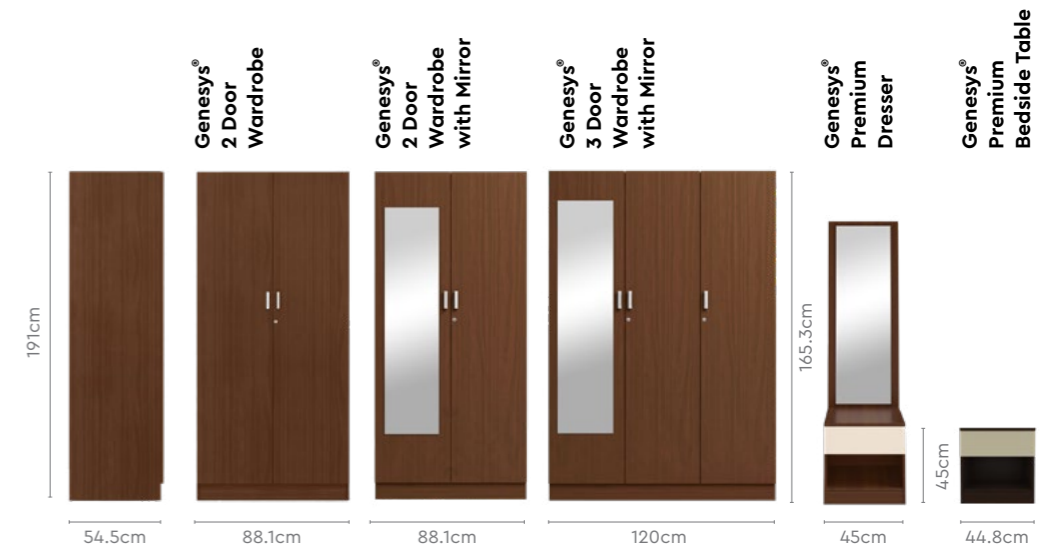 Genesys®
2 Door
Wardrobe
Genesys®
2 Door
Wardrobe
with Mirror
Genesys®
3 Door
Wardrobe
with Mirror
Genesys®
Premium
Dresser
Genesys®
Premium
Bedside Table
191cm
165.3cm
45cm
54.5cm
88.1cm
88.1cm
120cm
45cm
44.8cm